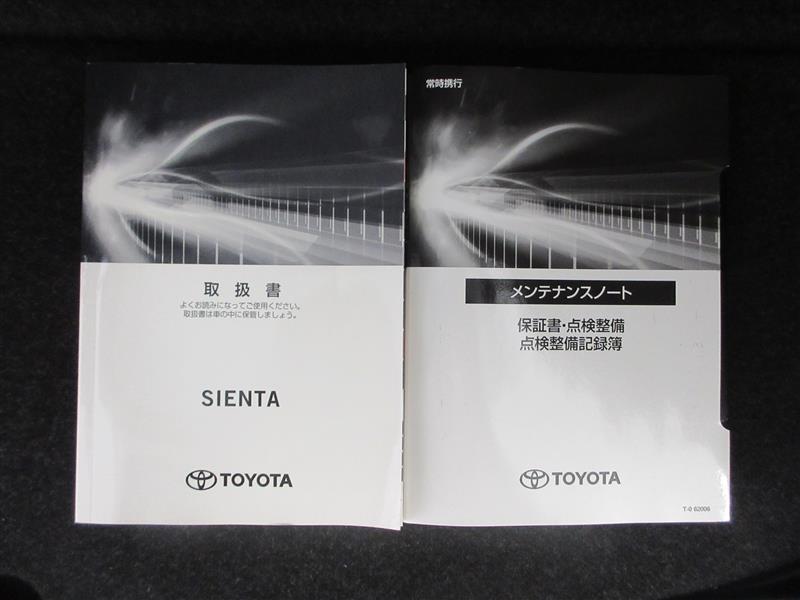 取扱書
よくお読みになってご使用ください。
取扱書は車の中に保管しましょう。
SIENTA
TOYOTA
常時携行
メンテナンスノート
保証書・点検整備
点検整備記録簿
TOYOTA
T-0 62006